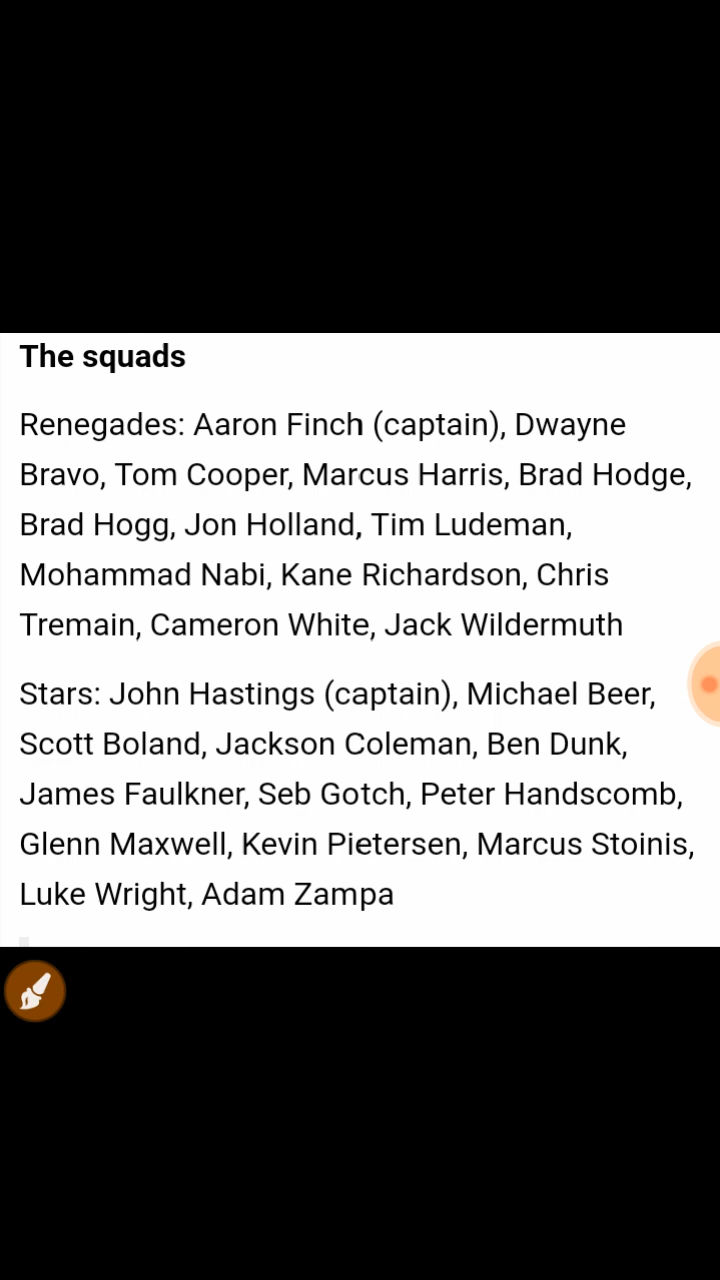 The squads
Renegades: Aaron Finch (captain), Dwayne
Bravo, Tom Cooper, Marcus Harris, Brad Hodge,
Brad Hogg, Jon Holland, Tim Ludeman,
Mohammad Nabi, Kane Richardson, Chris
Tremain, Cameron White, Jack Wildermuth
Stars: John Hastings (captain), Michael Beer,
Scott Boland, Jackson Coleman, Ben Dunk,
James Faulkner, Seb Gotch, Peter Handscomb,
Glenn Maxwell, Kevin Pietersen, Marcus Stoinis,
Luke Wright, Adam Zampa